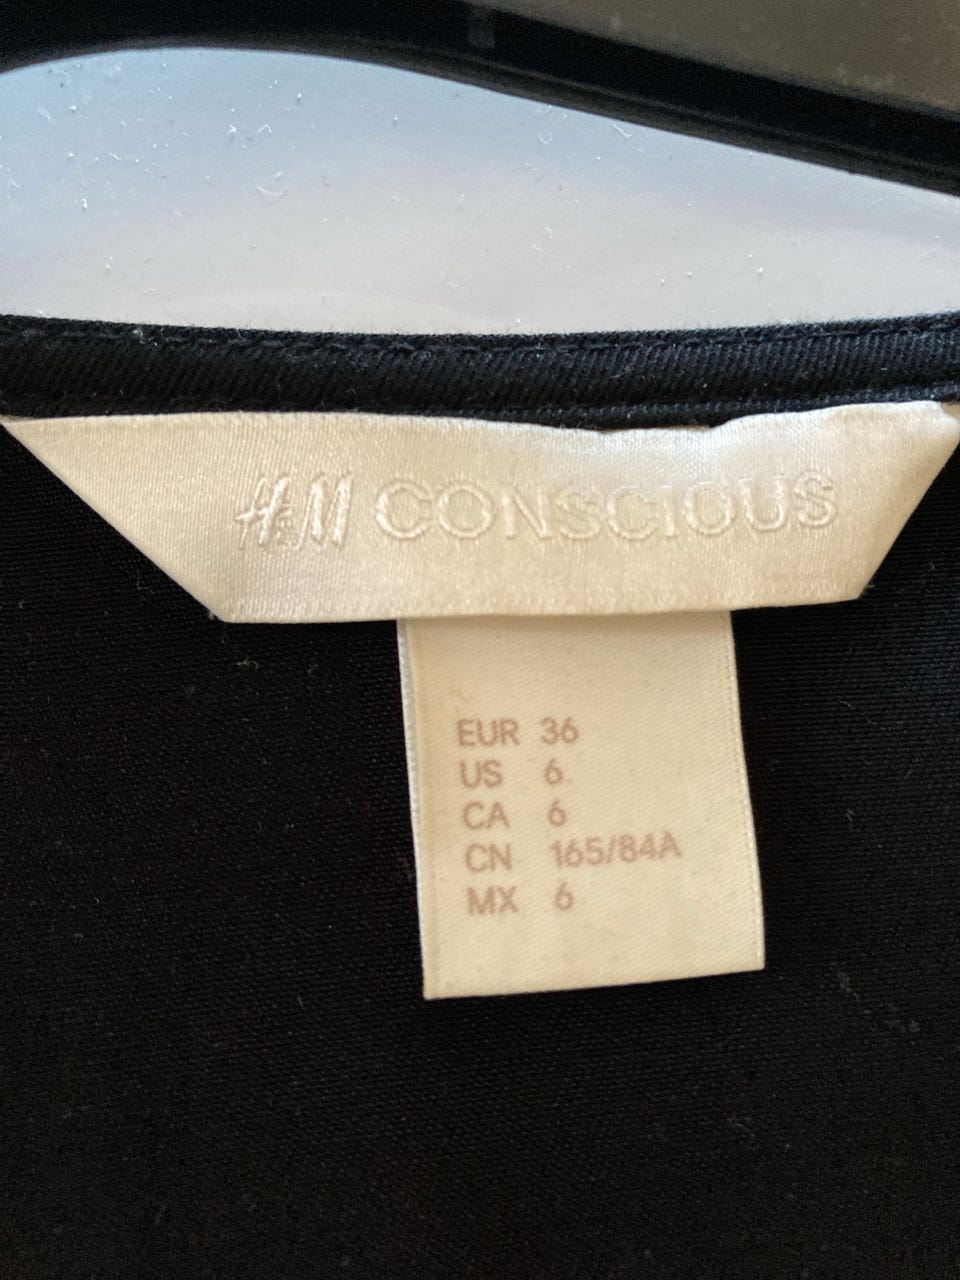 H&M CONSCIOUS
EUR 36
US 6
CA 6
CN 165/84A
MX 6